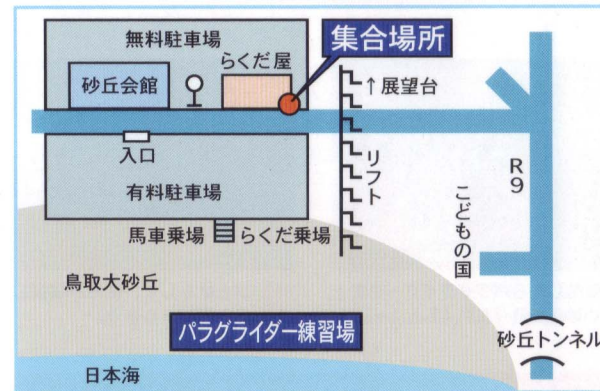 無料駐車場
集合場所
らくだ屋
砂丘会館
↑展望台
入口
リフト
R9
有料駐車場
こどもの国
馬車乗場
らくだ乗場
鳥取大砂丘
パラグライダー練習場
砂丘トンネル
日本海